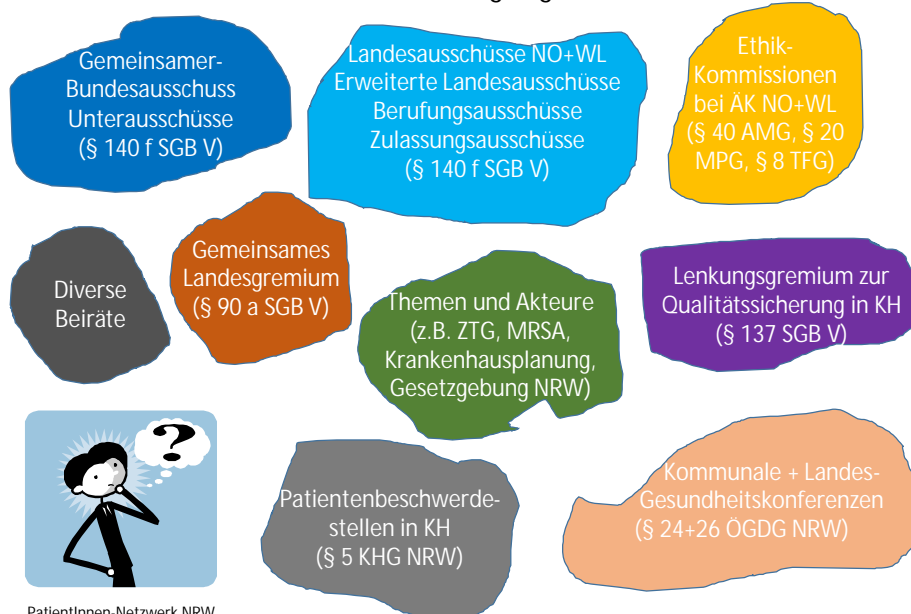 Gemeinsamer-
Bundesausschuss
Unterausschüsse
(§ 140 f SGB V)
Landesausschüsse NO+WL
Erweiterte Landesausschüsse
Berufungsausschüsse
Zulassungsausschüsse
(§ 140 f SGB V)
Ethik-
Kommissionen
bei ÄK NO+WL
(§ 40 AMG, § 20
MPG, § 8 TFG)
Diverse
Beiräte
Gemeinsames
Landesgremium
(§ 90 a SGB V)
Themen und Akteure
(z.B. ZTG, MRSA,
Krankenhausplanung,
Gesetzgebung NRW)
Lenkungsgremium zur
Qualitätssicherung in KH
(§ 137 SGB V)
?
Patientenbeschwerde-
stellen in KH
(§ 5 KHG NRW)
Kommunale + Landes-
Gesundheitskonferenzen
(§ 24+26 ÖGDG NRW)
PatientInnen-Netzwerk NRW